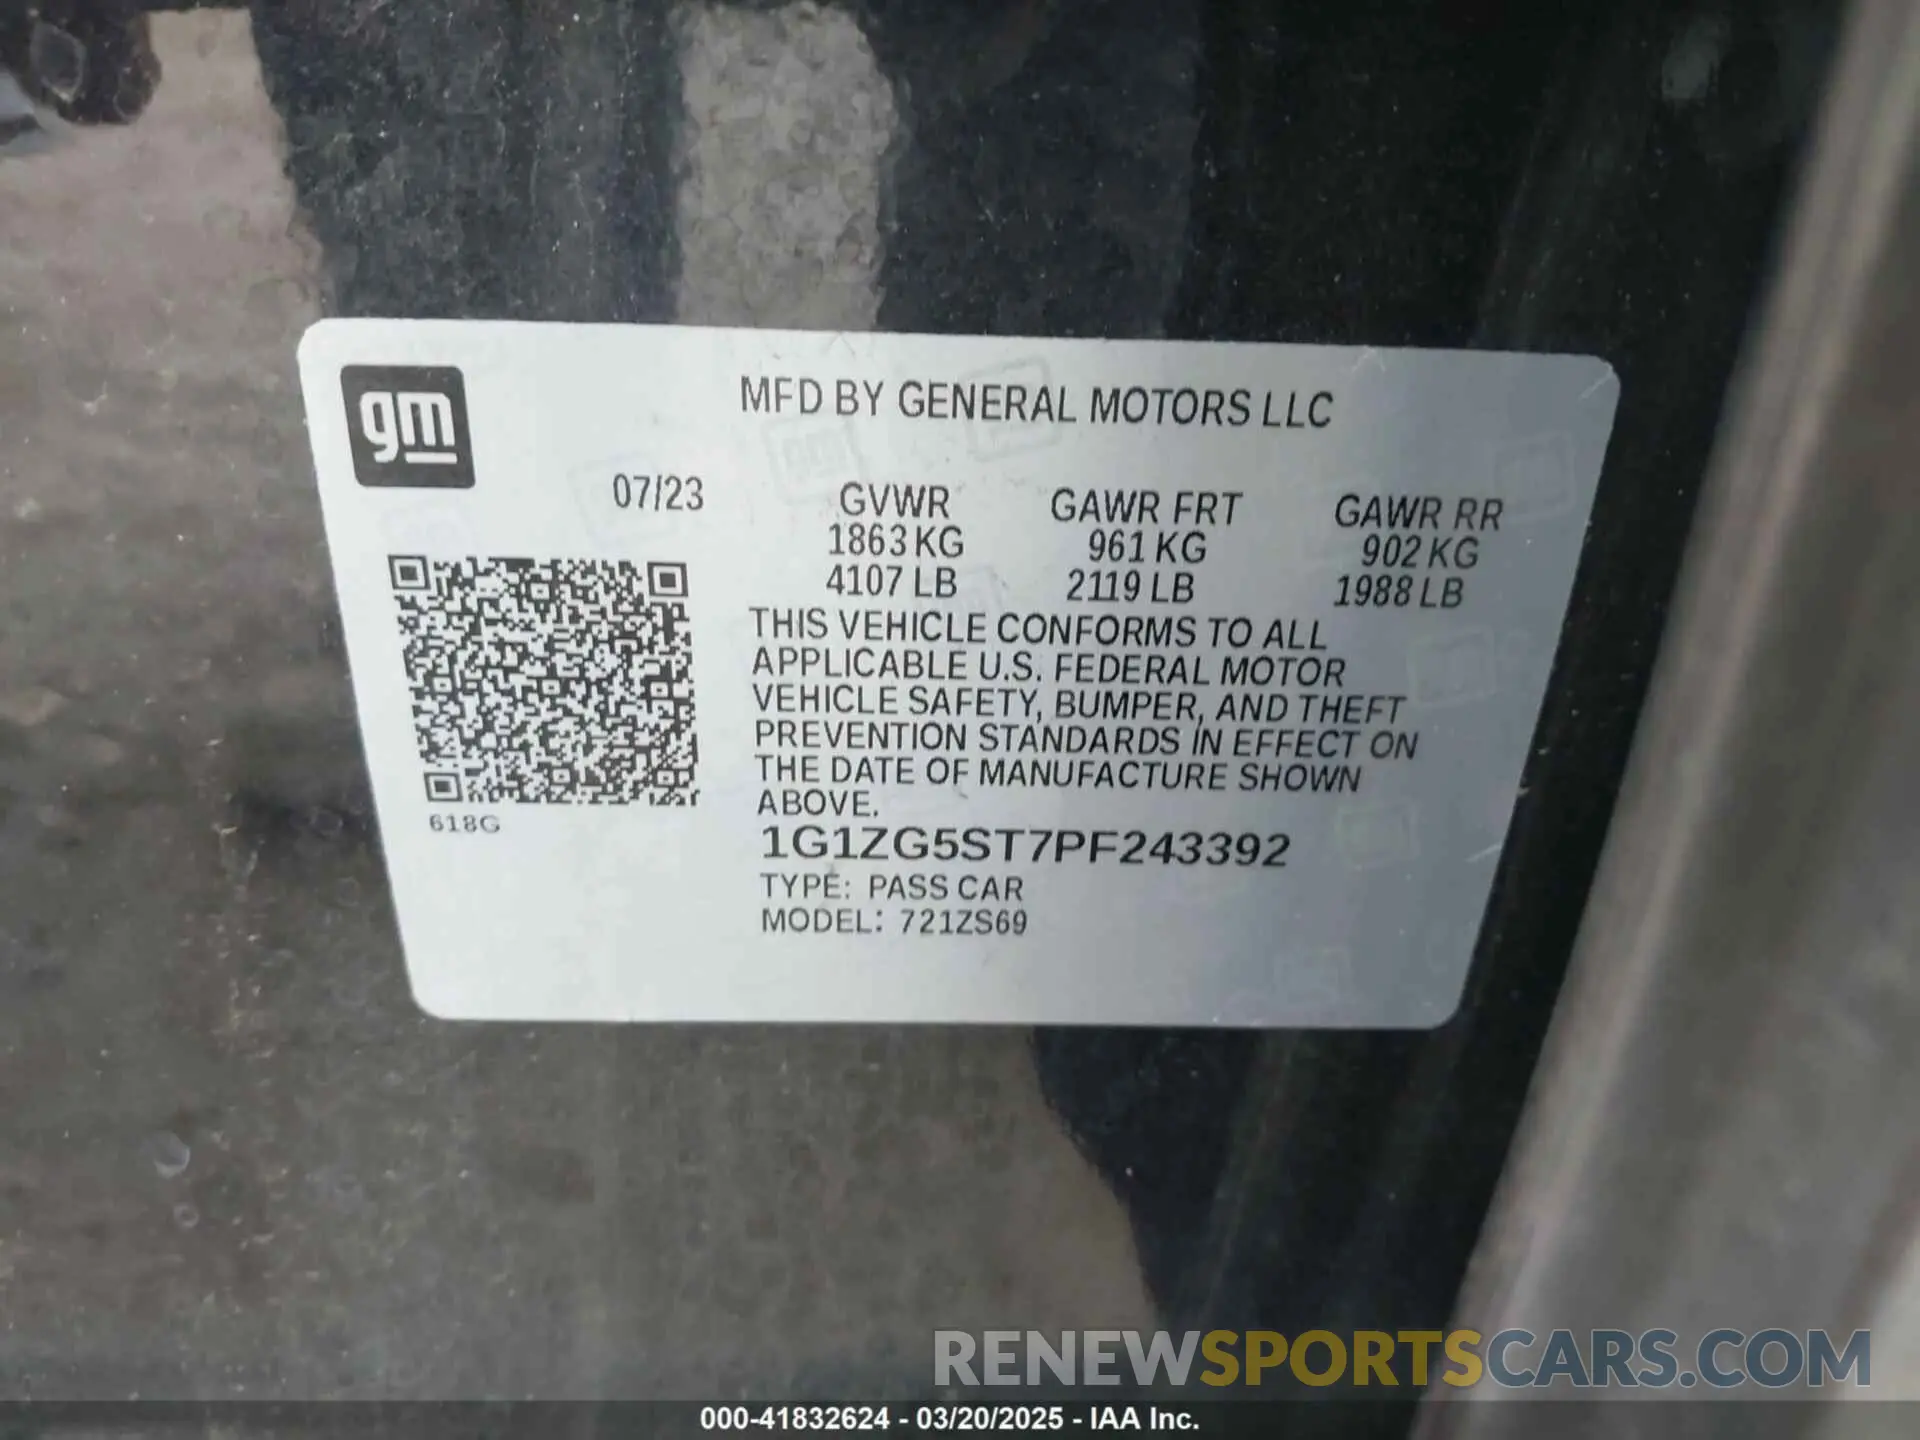 gm
MFD BY GENERAL MOTORS LLC
07/23 GVWR GAWR FRT GAWR RR
1863 KG 961 KG 902 KG
4107 LB 2119 LB 1988 LB
THIS VEHICLE CONFORMS TO ALL
APPLICABLE U.S. FEDERAL MOTOR
VEHICLE SAFETY, BUMPER, AND THEFT
PREVENTION STANDARDS IN EFFECT ON
THE DATE OF MANUFACTURE SHOWN
ABOVE.
618G
1G1ZG5ST7PF243392
TYPE: PASS CAR
MODEL: 721ZS69
RENEWSPORTSCARS.COM
000-41832624 - 03/20/2025 - IAA Inc.